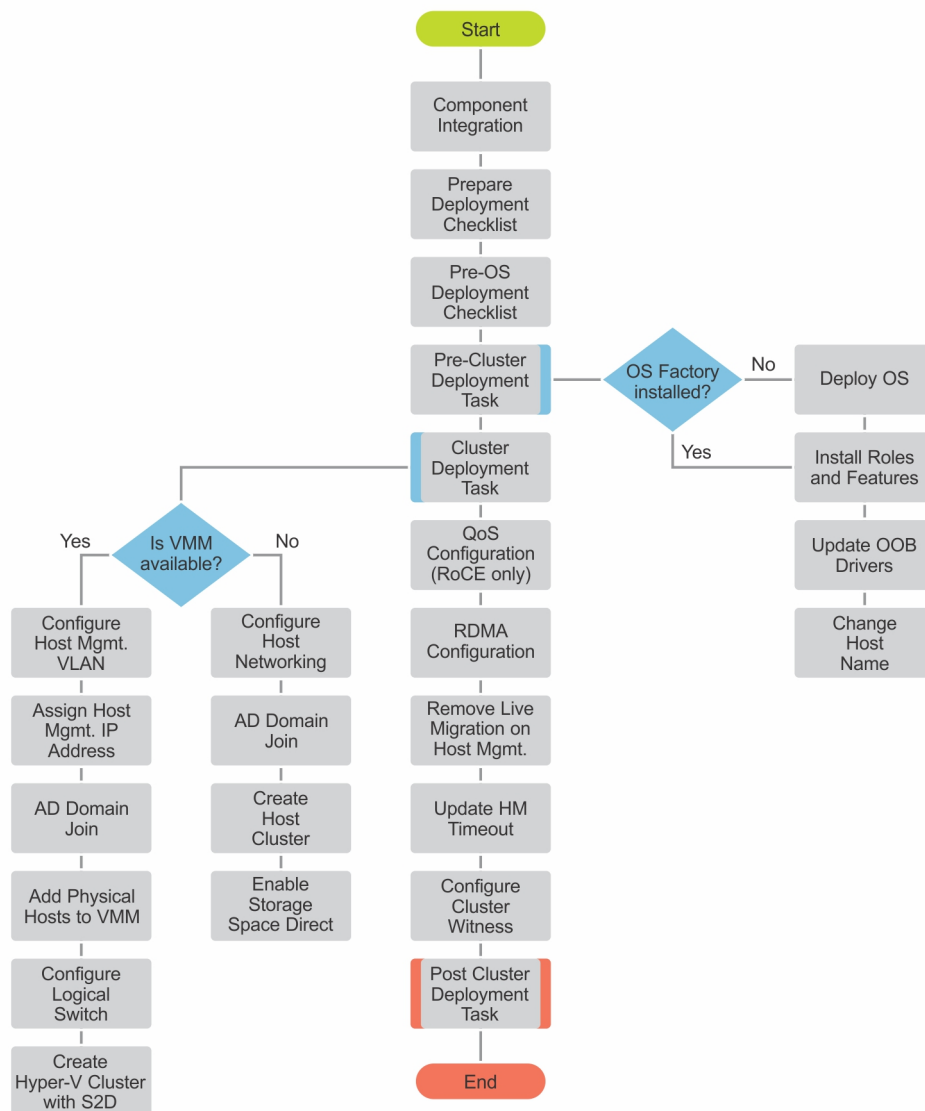 Start
Component
Integration
Prepare
Deployment
Checklist
Pre-OS
Deployment
Checklist
Pre-Cluster
Deployment
Task
OS Factory
installed?
No
Deploy OS
Yes
Install Roles
and Features
Update OOB
Drivers
Change
Host
Name
Cluster
Deployment
Task
Is VMM
available?
Yes
No
Configure
Host Mgmt.
VLAN
Assign Host
Mgmt. IP
Address
AD Domain
Join
Add Physical
Hosts to VMM
Configure
Logical
Switch
Create
Hyper-V Cluster
with S2D
Configure
Host
Networking
AD Domain
Join
Create
Host
Cluster
Enable
Storage
Space Direct
QoS
Configuration
(RoCE only)
RDMA
Configuration
Remove Live
Migration on
Host Mgmt.
Update HM
Timeout
Configure
Cluster
Witness
Post Cluster
Deployment
Task
End